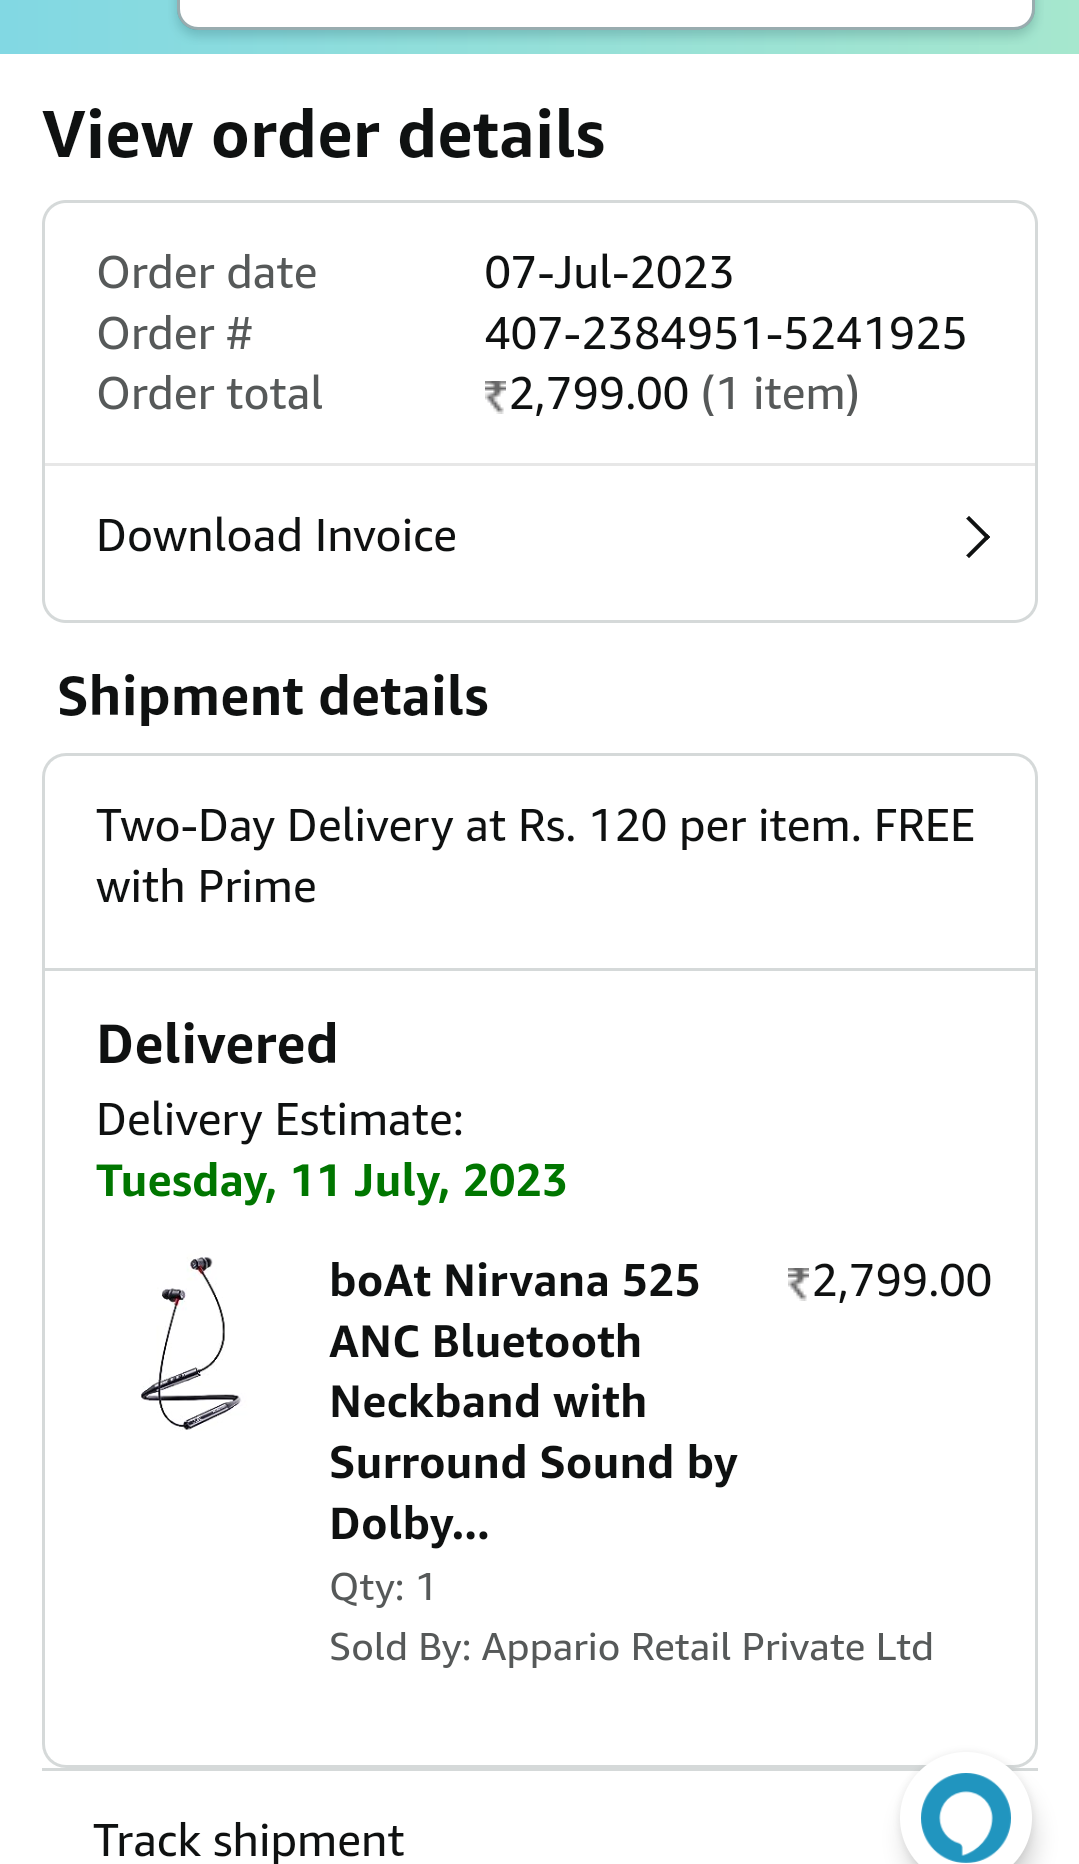 View order details
Order date 07-Jul-2023
Order # 407-2384951-5241925
Order total ₹2,799.00 (1 item)
Download Invoice
Shipment details
Two-Day Delivery at Rs. 120 per item. FREE
with Prime
Delivered
Delivery Estimate:
Tuesday, 11 July, 2023
boAt Nirvana 525 ₹2,799.00
ANC Bluetooth
Neckband with
Surround Sound by
Dolby...
Qty: 1
Sold By: Appario Retail Private Ltd
Track shipment